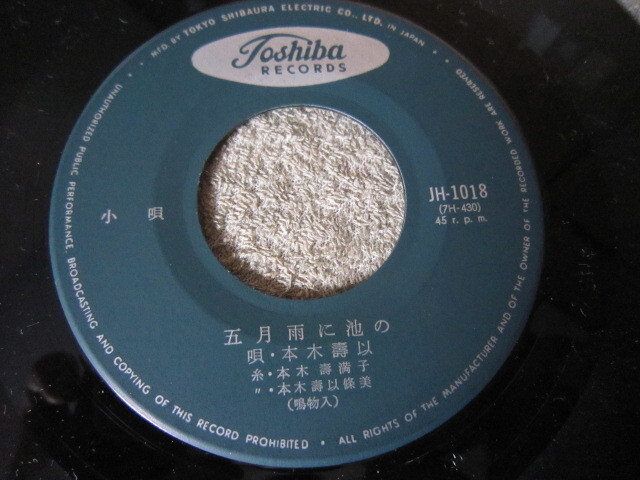 MFD. BY TOKYO SHIBAURA ELECTRIC CO., LTD. IN JAPAN • ALL RIGHTS OF THE MANUFACTURER AND OF THE OWNER OF THE RECORDED WORK ARE RESERVED • UNAUTHORIZED PUBLIC PERFORMANCE, BROADCASTING AND COPYING OF THIS RECORD PROHIBITED •
Toshiba
RECORDS
JH-1018
(7H-430)
45 r. p. m.
小唄
五月雨に池の
唄・本木壽以
糸・本木壽満子
〃・本木壽以條美
(鳴物入)